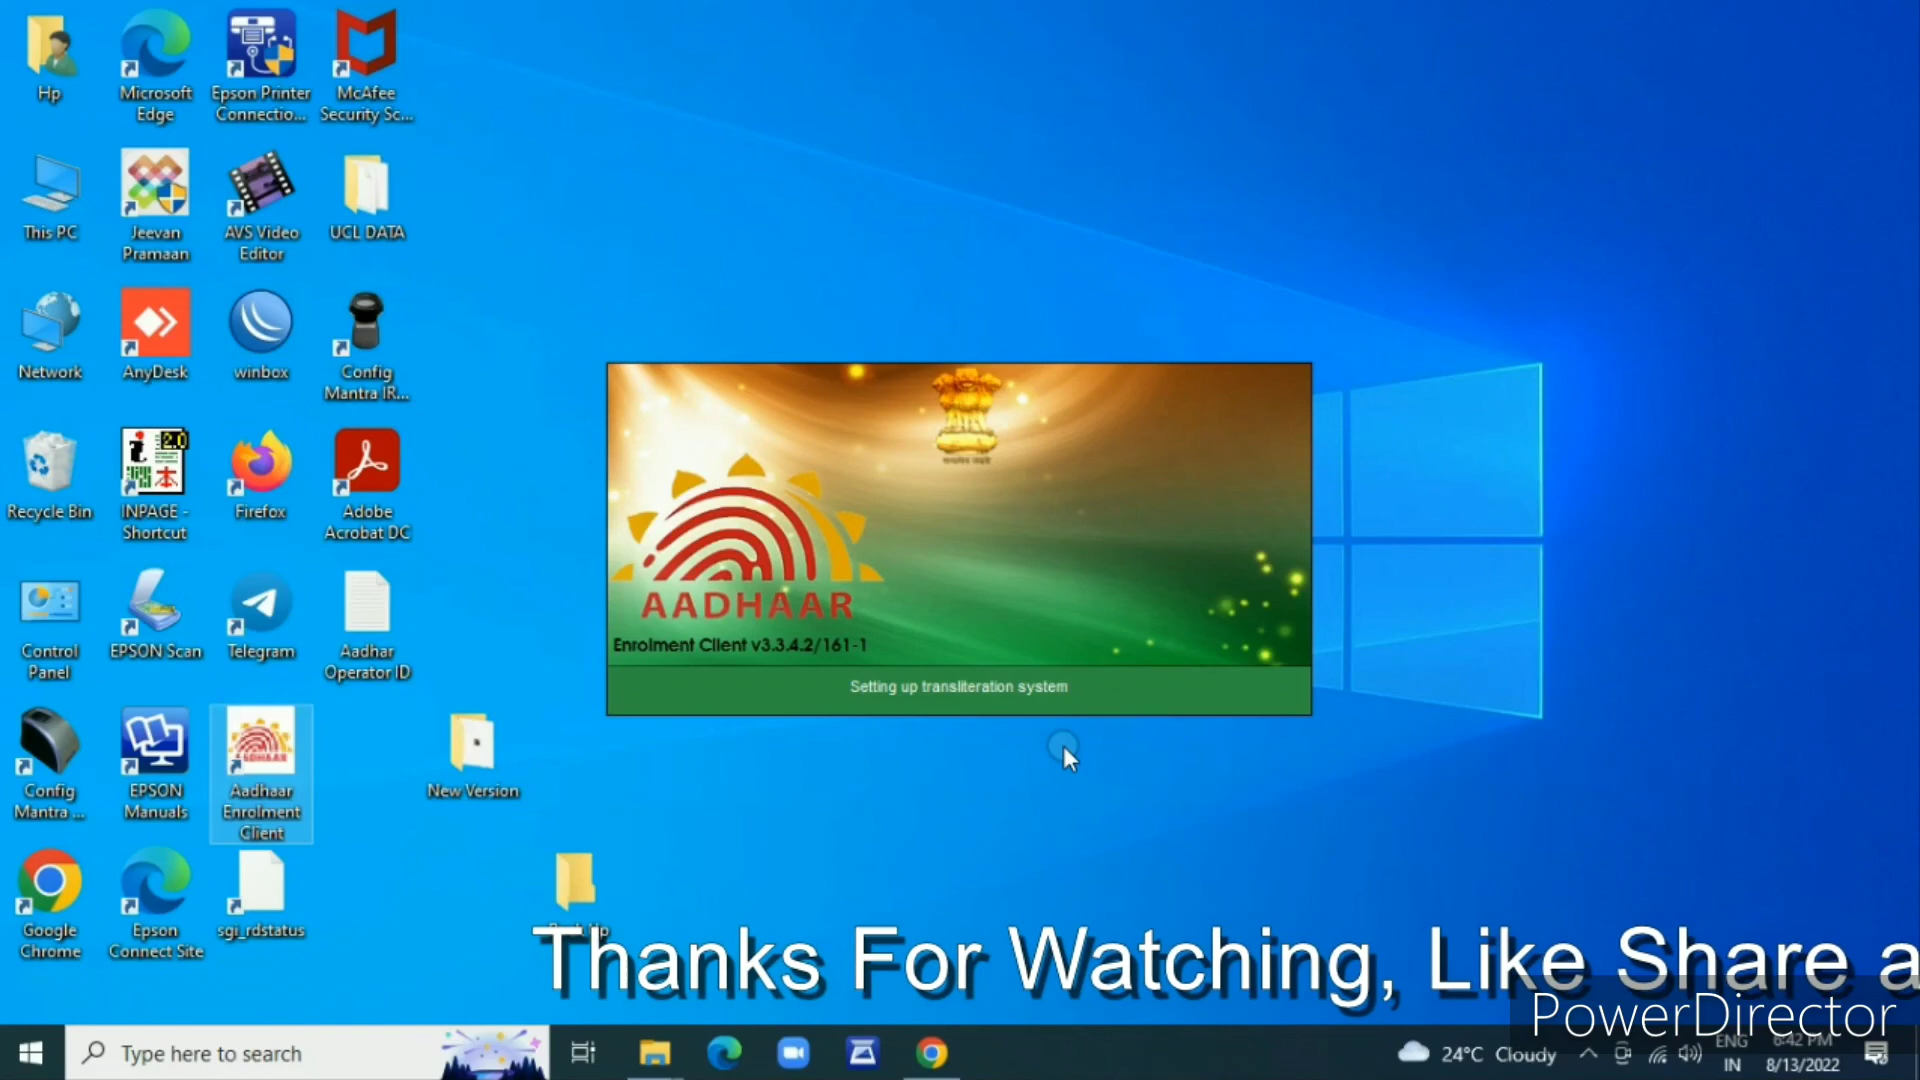 Hp
Microsoft
Edge
Epson Printer
Connectio...
McAfee
Security Sc...
This PC
Jeevan
Pramaan
AVS Video
Editor
UCL DATA
Network
AnyDesk
winbox
Config
Mantra IR...
Recycle Bin
2.0
INPAGE -
Shortcut
Firefox
Adobe
Acrobat DC
Control
Panel
EPSON Scan
Telegram
Aadhar
Operator ID
AADHAAR
Enrolment Client v3.3.4.2/161-1
Setting up transliteration system
Config
Mantra ...
EPSON
Manuals
AADHAAR
Aadhaar
Enrolment
Client
New Version
Google
Chrome
Epson
Connect Site
sgi_rdstatus
Thanks For Watching, Like Share a
PowerDirector
Type here to search
24°C Cloudy
ENG
IN
6:42 PM
8/13/2022